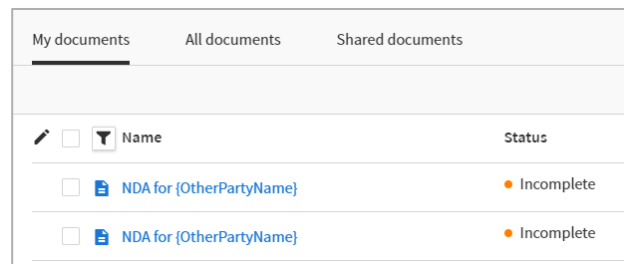 My documents All documents Shared documents
Name Status
NDA for {OtherPartyName} Incomplete
NDA for {OtherPartyName} Incomplete